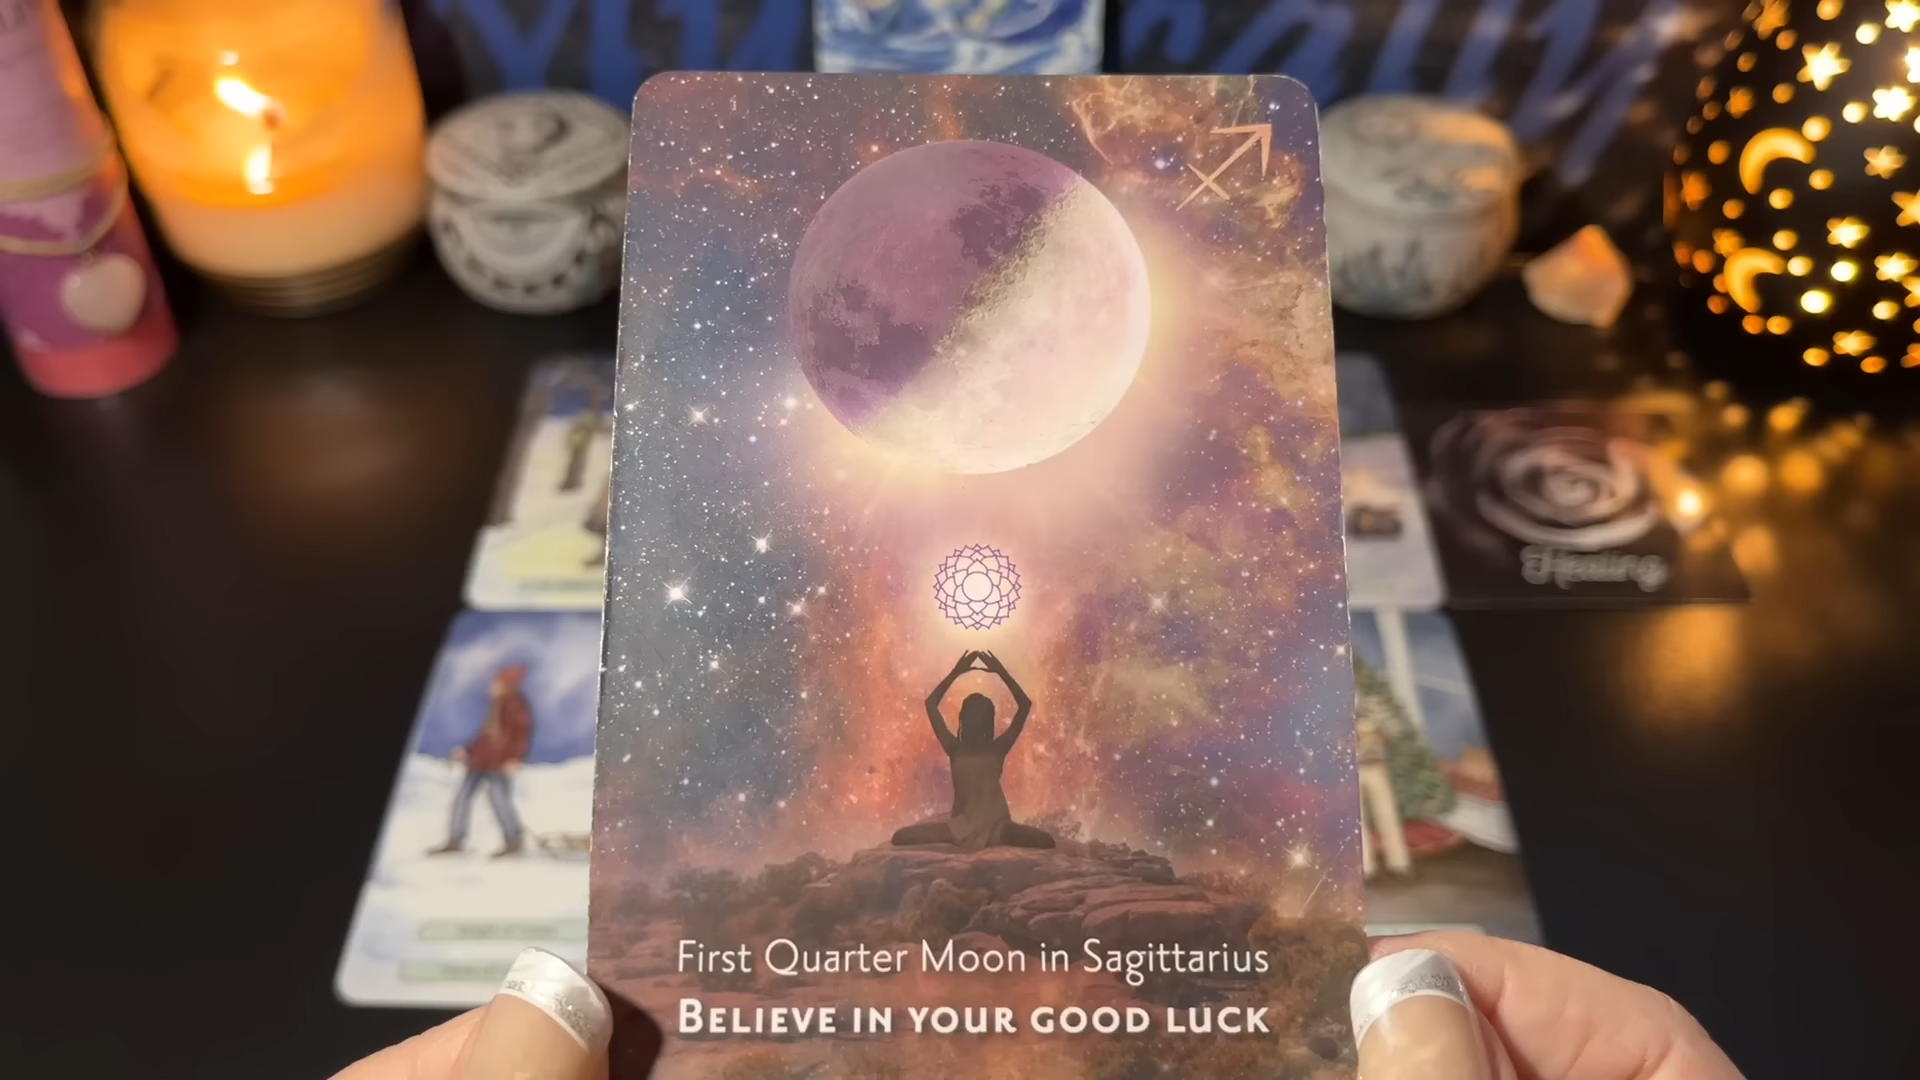 Healing
First Quarter Moon in Sagittarius
BELIEVE IN YOUR GOOD LUCK